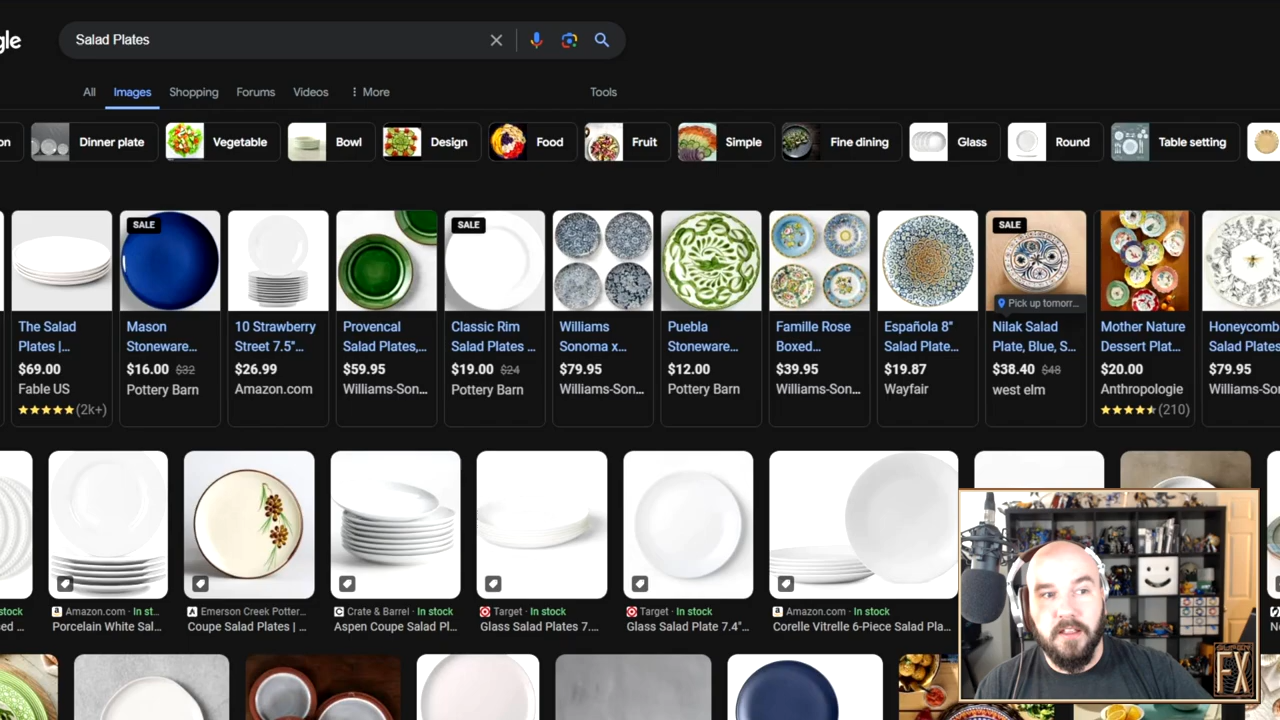 gle
Salad Plates
All Images Shopping Forums Videos More Tools
on Dinner plate Vegetable Bowl Design Food Fruit Simple Fine dining Glass Round Table setting
SALE SALE SALE
Pick up tomorr...
The Salad
Plates |...
$69.00
Fable US
(2k+)
Mason
Stoneware...
$16.00 $32
Pottery Barn
10 Strawberry
Street 7.5"...
$26.99
Amazon.com
Provencal
Salad Plates,...
$59.95
Williams-Son...
Classic Rim
Salad Plates ...
$19.00 $24
Pottery Barn
Williams
Sonoma x...
$79.95
Williams-Son...
Puebla
Stoneware...
$12.00
Pottery Barn
Famille Rose
Boxed...
$39.95
Williams-Son...
Española 8"
Salad Plate...
$19.87
Wayfair
Nilak Salad
Plate, Blue, S...
$38.40 $48
west elm
Mother Nature
Dessert Plat...
$20.00
Anthropologie
(210)
Honeycomb
Salad Plates
$79.95
Williams-Son
stock
ed ...
Amazon.com · In st...
Porcelain White Sal...
Emerson Creek Potter...
Coupe Salad Plates | ...
Crate & Barrel · In stock
Aspen Coupe Salad Pl...
Target · In stock
Glass Salad Plates 7....
Target · In stock
Glass Salad Plate 7.4"...
Amazon.com · In stock
Corelle Vitrelle 6-Piece Salad Pla...
FX